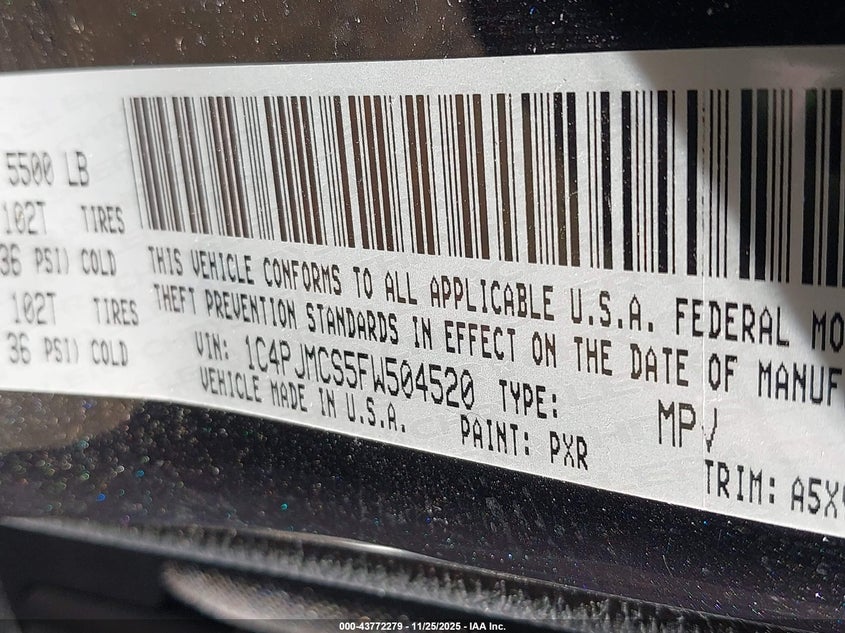 5500 LB
102T TIRES
36 PSI) COLD
102T TIRES
36 PSI) COLD
THIS VEHICLE CONFORMS TO ALL APPLICABLE U.S.A. FEDERAL MO
THEFT PREVENTION STANDARDS IN EFFECT ON THE DATE OF MANUF
VIN: 1C4PJMCS5FW504520 TYPE: MPV
VEHICLE MADE IN U.S.A. PAINT: PXR TRIM: A5X
000-43772279 - 11/25/2025 - IAA Inc.